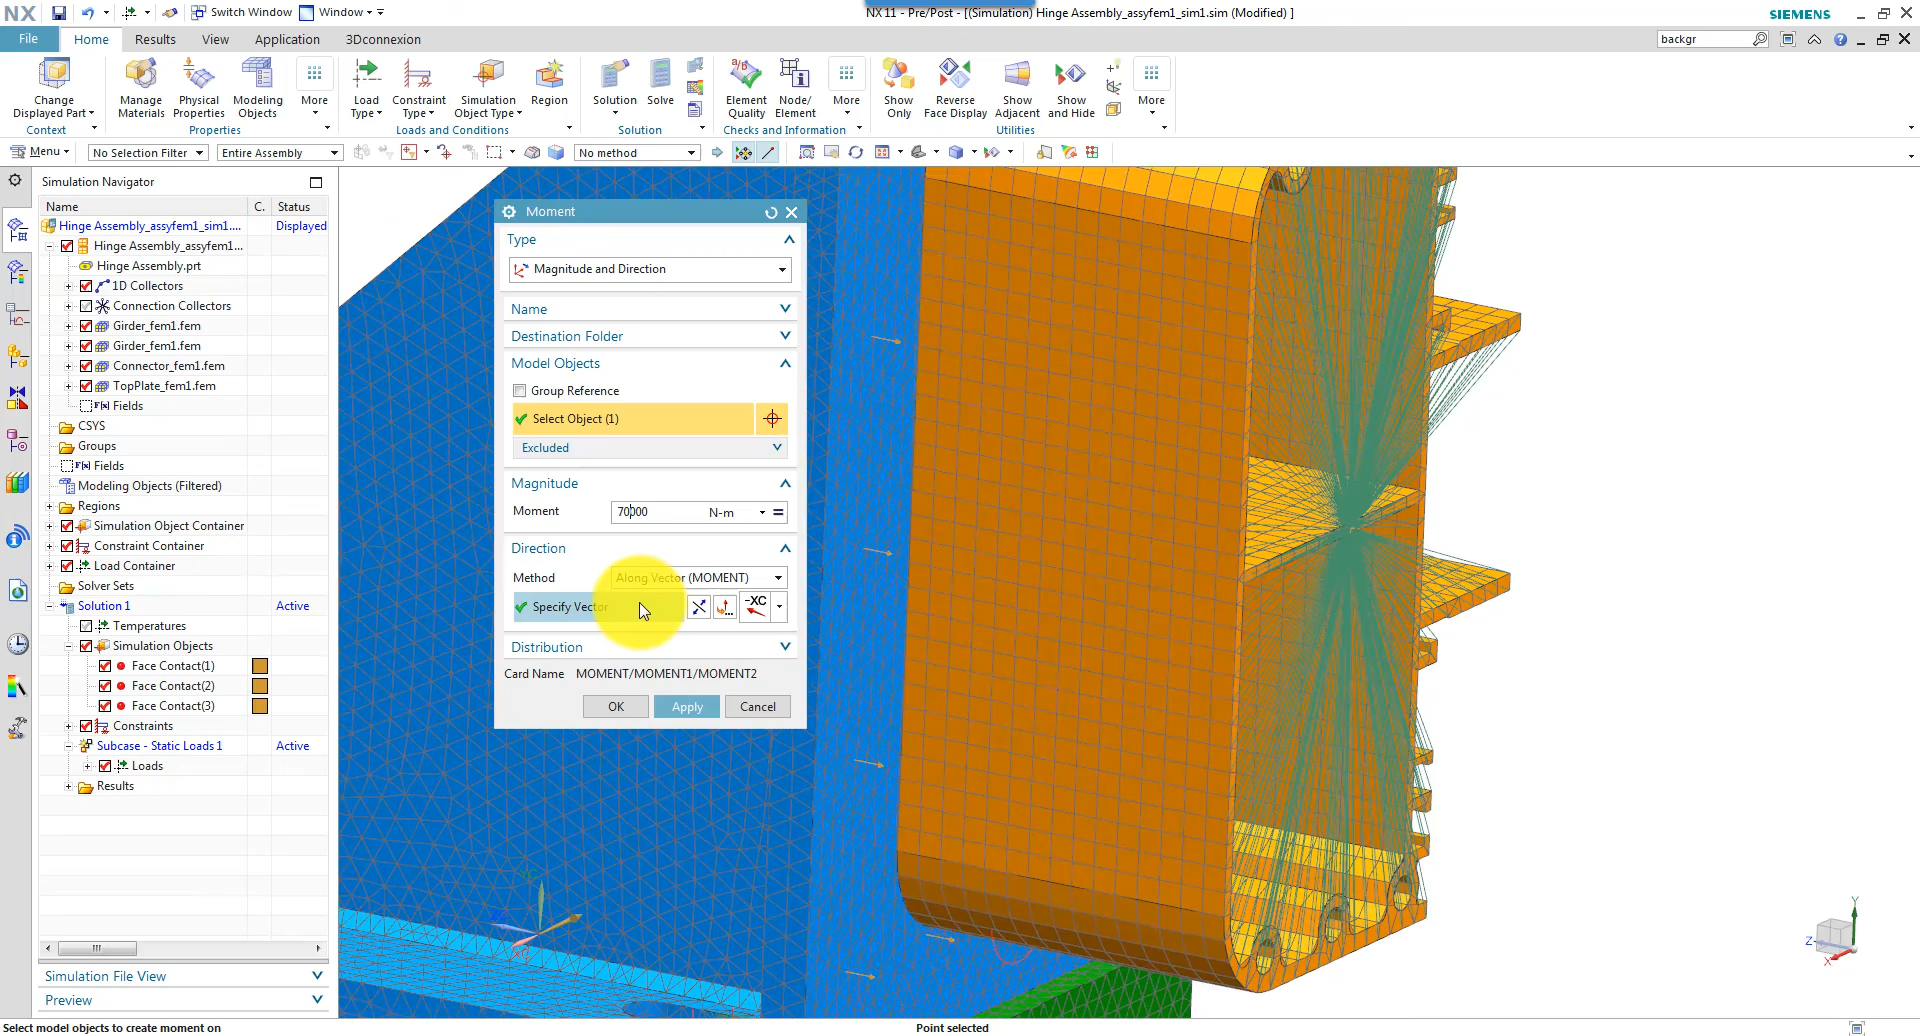 NX Switch Window Window NX 11 - Pre/Post - [(Simulation) Hinge Assembly_assyfem1_sim1.sim (Modified) ] SIEMENS
File Home Results View Application 3Dconnexion backgr
Change Displayed Part
Manage Materials
Physical Properties
Modeling Objects
More
Load Type
Constraint Type
Simulation Object Type
Region
Solution
Solve
Element Quality
Node/ Element
More
Show Only
Reverse Face Display
Show Adjacent
Show and Hide
More
Context Properties Loads and Conditions Solution Checks and Information Utilities
Menu No Selection Filter Entire Assembly No method
Simulation Navigator
Name C. Status
Hinge Assembly_assyfem1_sim1.... Displayed
Hinge Assembly_assyfem1...
Hinge Assembly.prt
1D Collectors
Connection Collectors
Girder_fem1.fem
Girder_fem1.fem
Connector_fem1.fem
TopPlate_fem1.fem
Fields
CSYS
Groups
Fields
Modeling Objects (Filtered)
Regions
Simulation Object Container
Constraint Container
Load Container
Solver Sets
Solution 1 Active
Temperatures
Simulation Objects
Face Contact(1)
Face Contact(2)
Face Contact(3)
Constraints
Subcase - Static Loads 1 Active
Loads
Results
Simulation File View
Preview
Moment
Type
Magnitude and Direction
Name
Destination Folder
Model Objects
Group Reference
Select Object (1)
Excluded
Magnitude
Moment 70000 N-m
Direction
Method Along Vector (MOMENT)
Specify Vector -XC
Distribution
Card Name MOMENT/MOMENT1/MOMENT2
OK Apply Cancel
Y
Z
X
Select model objects to create moment on Point selected